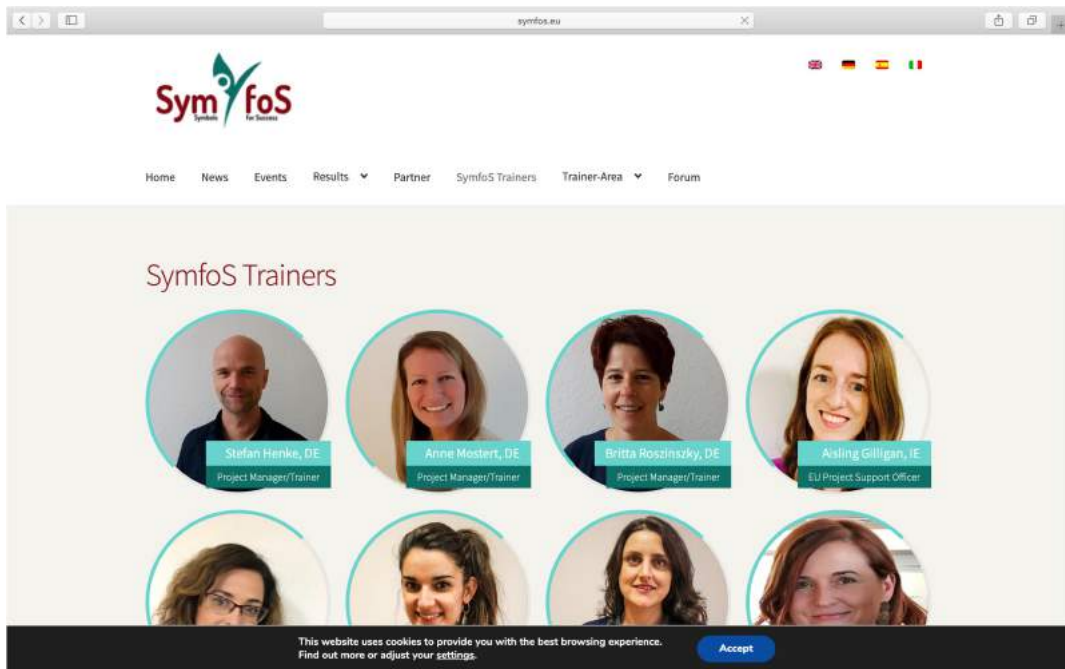 symfos.eu
Sym foS
Symbols For Success
Home News Events Results Partner SymfoS Trainers Trainer-Area Forum
SymfoS Trainers
Stefan Henke, DE
Project Manager/Trainer
Anne Mostert, DE
Project Manager/Trainer
Britta Roszinszky, DE
Project Manager/Trainer
Aisling Gilligan, IE
EU Project Support Officer
This website uses cookies to provide you with the best browsing experience.
Find out more or adjust your settings.
Accept